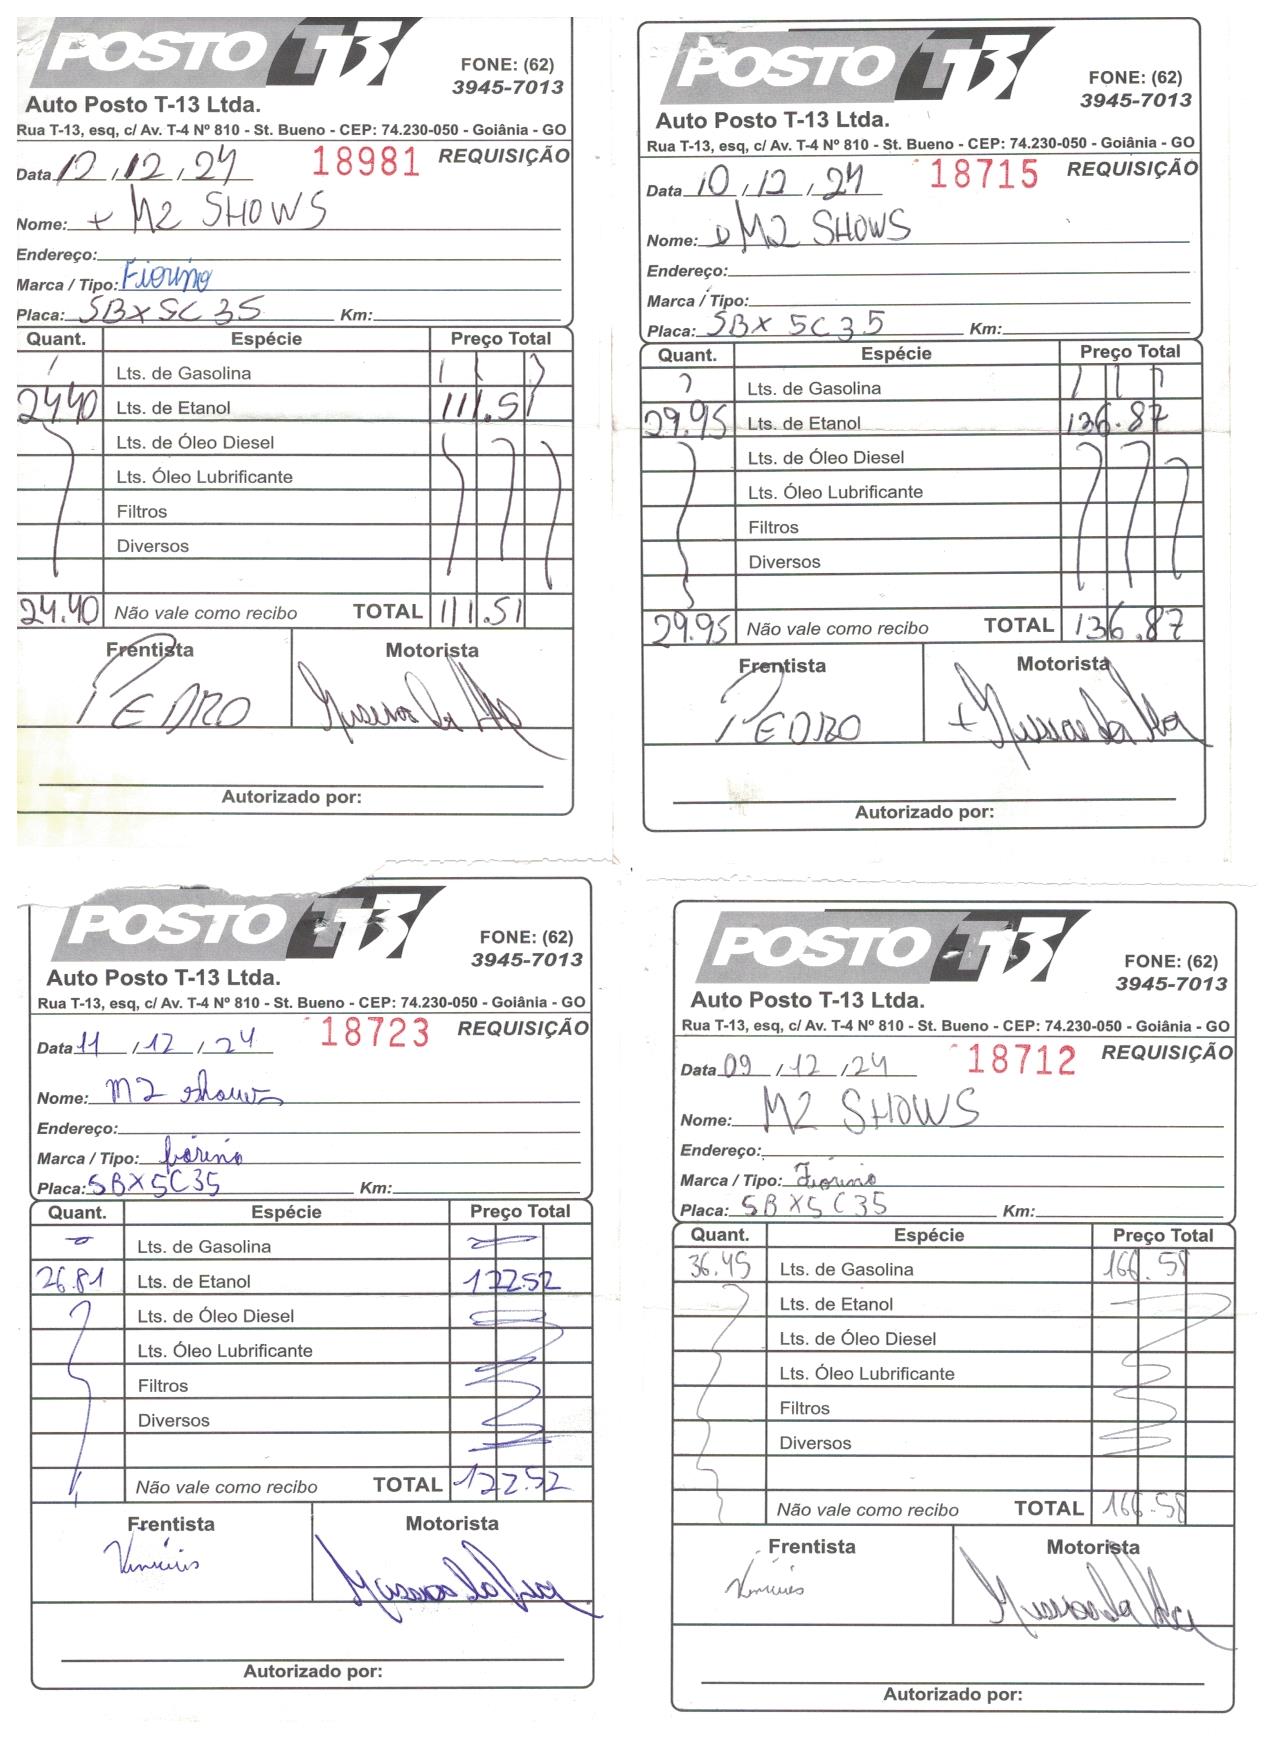 POSTO T13
FONE: (62)
3945-7013
Auto Posto T-13 Ltda.
Rua T-13, esq, c/ Av. T-4 Nº 810 - St. Bueno - CEP: 74.230-050 - Goiânia - GO
Data 12, 12, 24 18981 REQUISIÇÃO
Nome: + M2 SHOWS
Endereço:
Marca / Tipo: Fiorino
Placa: SBX 5C35 Km:
Quant. Espécie Preço Total
Lts. de Gasolina
24.40 Lts. de Etanol 111.51
Lts. de Óleo Diesel
Lts. Óleo Lubrificante
Filtros
Diversos
24.40 Não vale como recibo TOTAL 111.51
Frentista Motorista
PEDRO
Autorizado por:
POSTO T13
FONE: (62)
3945-7013
Auto Posto T-13 Ltda.
Rua T-13, esq, c/ Av. T-4 Nº 810 - St. Bueno - CEP: 74.230-050 - Goiânia - GO
Data 10, 12, 24 18715 REQUISIÇÃO
Nome: M2 SHOWS
Endereço:
Marca / Tipo:
Placa: SBX 5C35 Km:
Quant. Espécie Preço Total
Lts. de Gasolina
29.95 Lts. de Etanol 136.87
Lts. de Óleo Diesel
Lts. Óleo Lubrificante
Filtros
Diversos
29.95 Não vale como recibo TOTAL 136.87
Frentista Motorista
PEDRO +
Autorizado por:
POSTO T13
FONE: (62)
3945-7013
Auto Posto T-13 Ltda.
Rua T-13, esq, c/ Av. T-4 Nº 810 - St. Bueno - CEP: 74.230-050 - Goiânia - GO
Data 11, 12, 24 18723 REQUISIÇÃO
Nome: M2 shows
Endereço:
Marca / Tipo: fiorino
Placa: SBX5C35 Km:
Quant. Espécie Preço Total
Lts. de Gasolina
26.81 Lts. de Etanol 122.52
Lts. de Óleo Diesel
Lts. Óleo Lubrificante
Filtros
Diversos
Não vale como recibo TOTAL 122.52
Frentista Motorista
Vinicius
Autorizado por:
POSTO T13
FONE: (62)
3945-7013
Auto Posto T-13 Ltda.
Rua T-13, esq, c/ Av. T-4 Nº 810 - St. Bueno - CEP: 74.230-050 - Goiânia - GO
Data 09, 12, 24 18712 REQUISIÇÃO
Nome: M2 SHOWS
Endereço:
Marca / Tipo: Fiorino
Placa: SBX5C35 Km:
Quant. Espécie Preço Total
36.45 Lts. de Gasolina 166.58
Lts. de Etanol
Lts. de Óleo Diesel
Lts. Óleo Lubrificante
Filtros
Diversos
Não vale como recibo TOTAL 166.58
Frentista Motorista
Vinicius
Autorizado por: